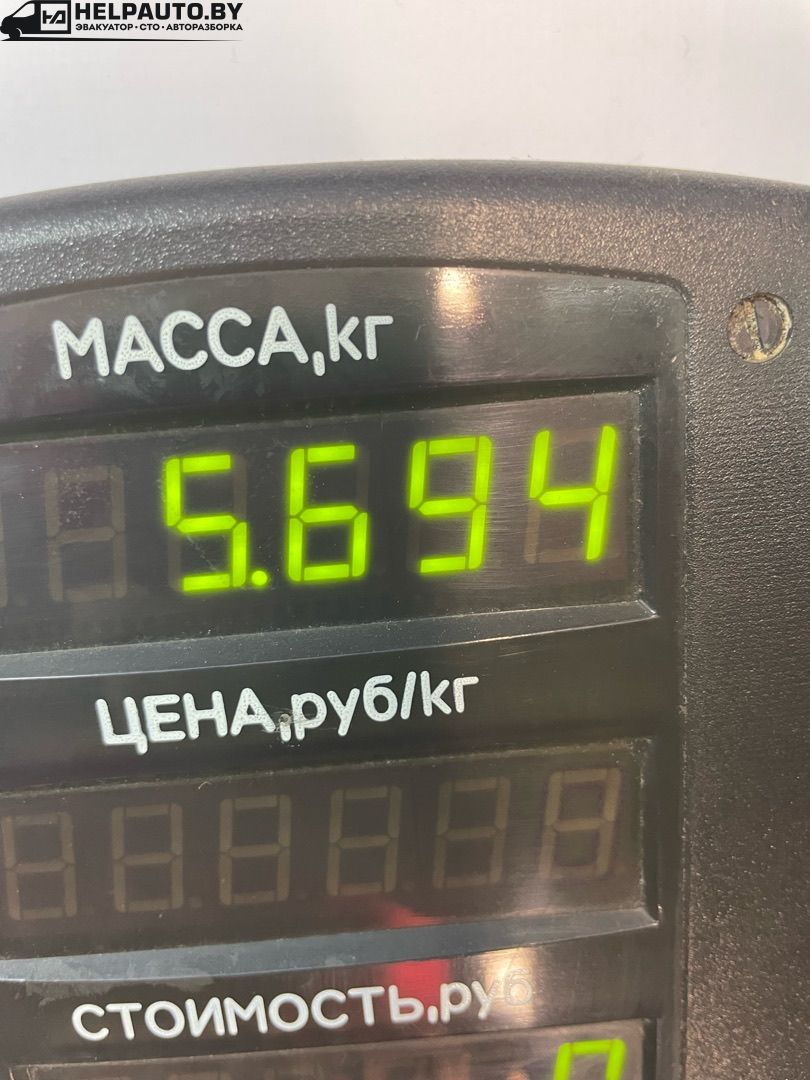 HELPAUTO.BY
ЭВАКУАТОР • СТО • АВТОРАЗБОРКА
МАССА,кг
5.694
ЦЕНА,руб/кг
СТОИМОСТЬ,руб